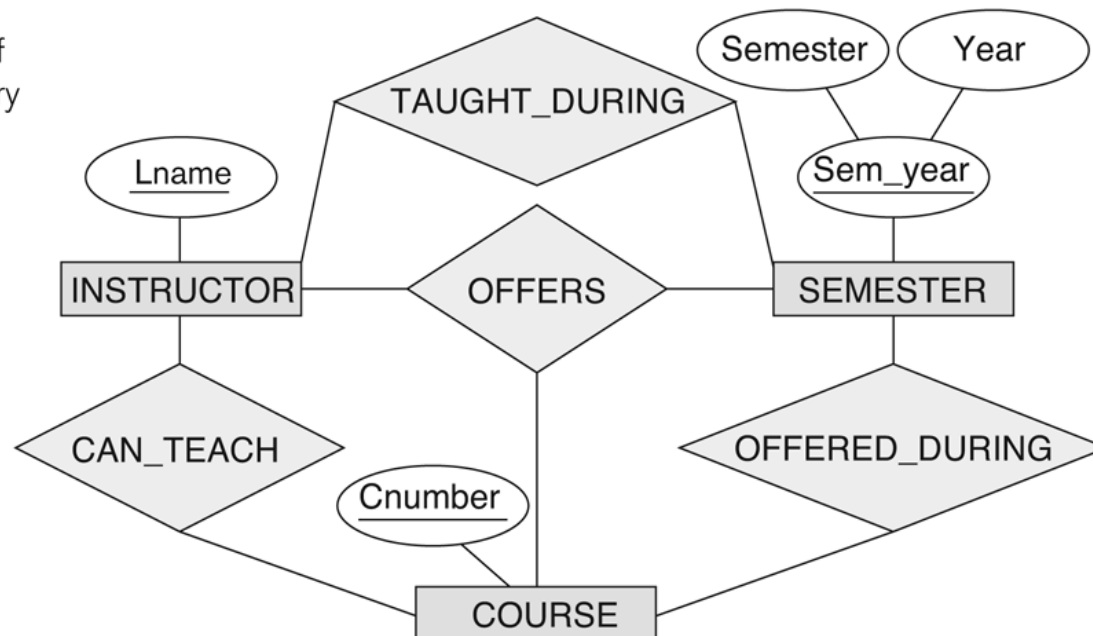 Semester Year
f
TAUGHT_DURING
ry
Lname
Sem_year
INSTRUCTOR
OFFERS
SEMESTER
CAN_TEACH
OFFERED_DURING
Cnumber
COURSE